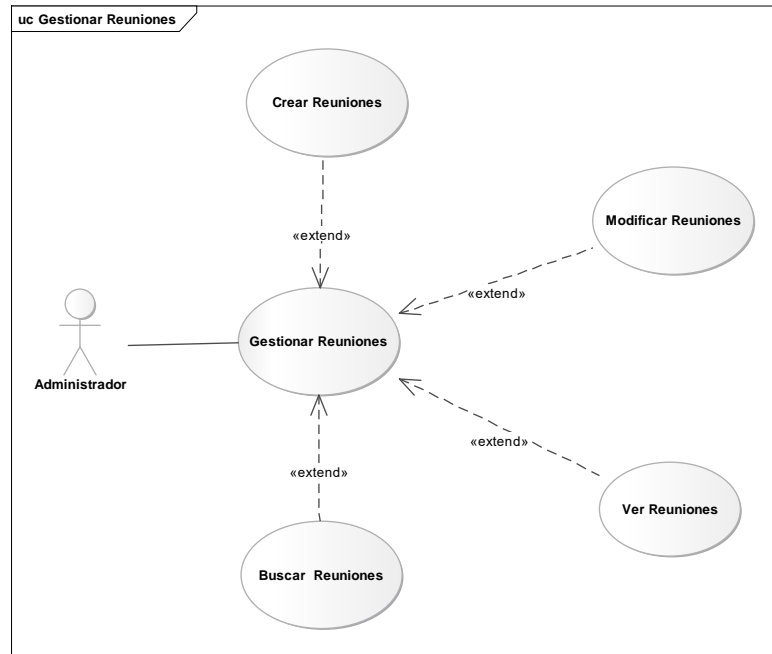 uc Gestionar Reuniones
Crear Reuniones
«extend»
Modificar Reuniones
«extend»
Gestionar Reuniones
Administrador
«extend»
«extend»
Ver Reuniones
Buscar Reuniones